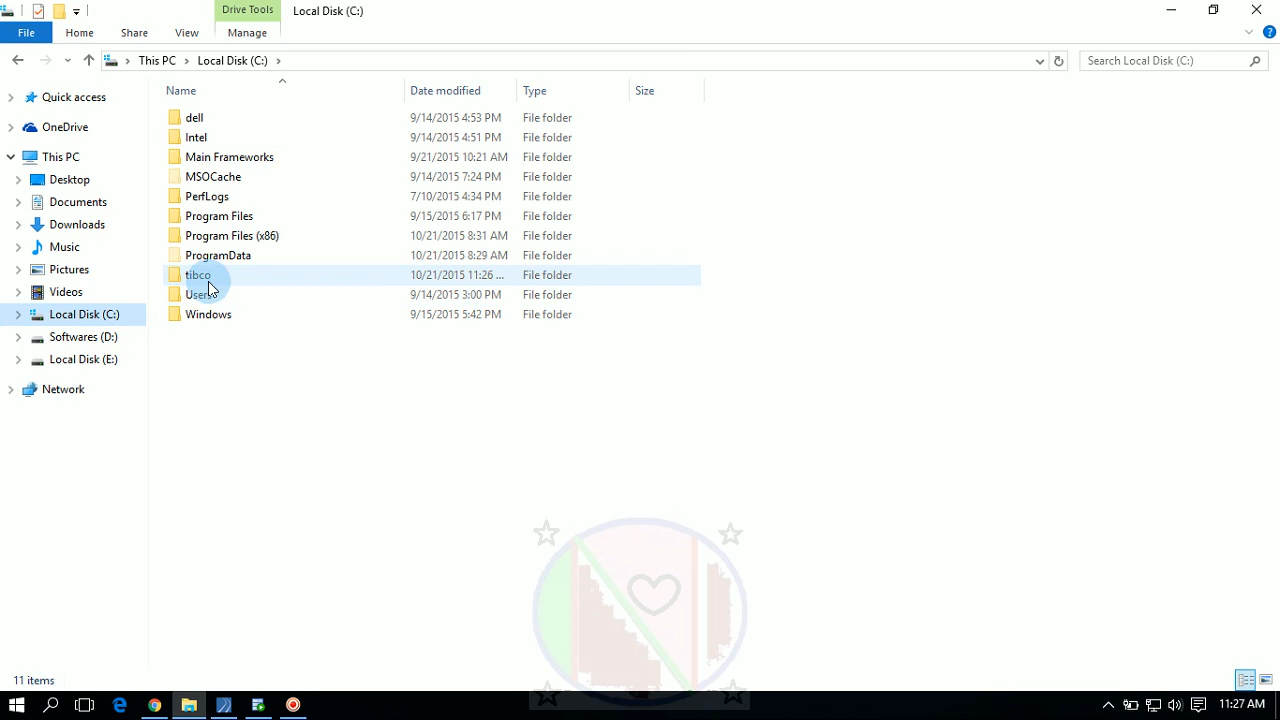 Drive Tools
Local Disk (C:)
File
Home
Share
View
Manage
This PC
Local Disk (C:)
Search Local Disk (C:)
Quick access
OneDrive
This PC
Desktop
Documents
Downloads
Music
Pictures
Videos
Local Disk (C:)
Softwares (D:)
Local Disk (E:)
Network
Name Date modified Type Size
dell 9/14/2015 4:53 PM File folder
Intel 9/14/2015 4:51 PM File folder
Main Frameworks 9/21/2015 10:21 AM File folder
MSOCache 9/14/2015 7:24 PM File folder
PerfLogs 7/10/2015 4:34 PM File folder
Program Files 9/15/2015 6:17 PM File folder
Program Files (x86) 10/21/2015 8:31 AM File folder
ProgramData 10/21/2015 8:29 AM File folder
tibco 10/21/2015 11:26 ... File folder
Users 9/14/2015 3:00 PM File folder
Windows 9/15/2015 5:42 PM File folder
11 items
11:27 AM